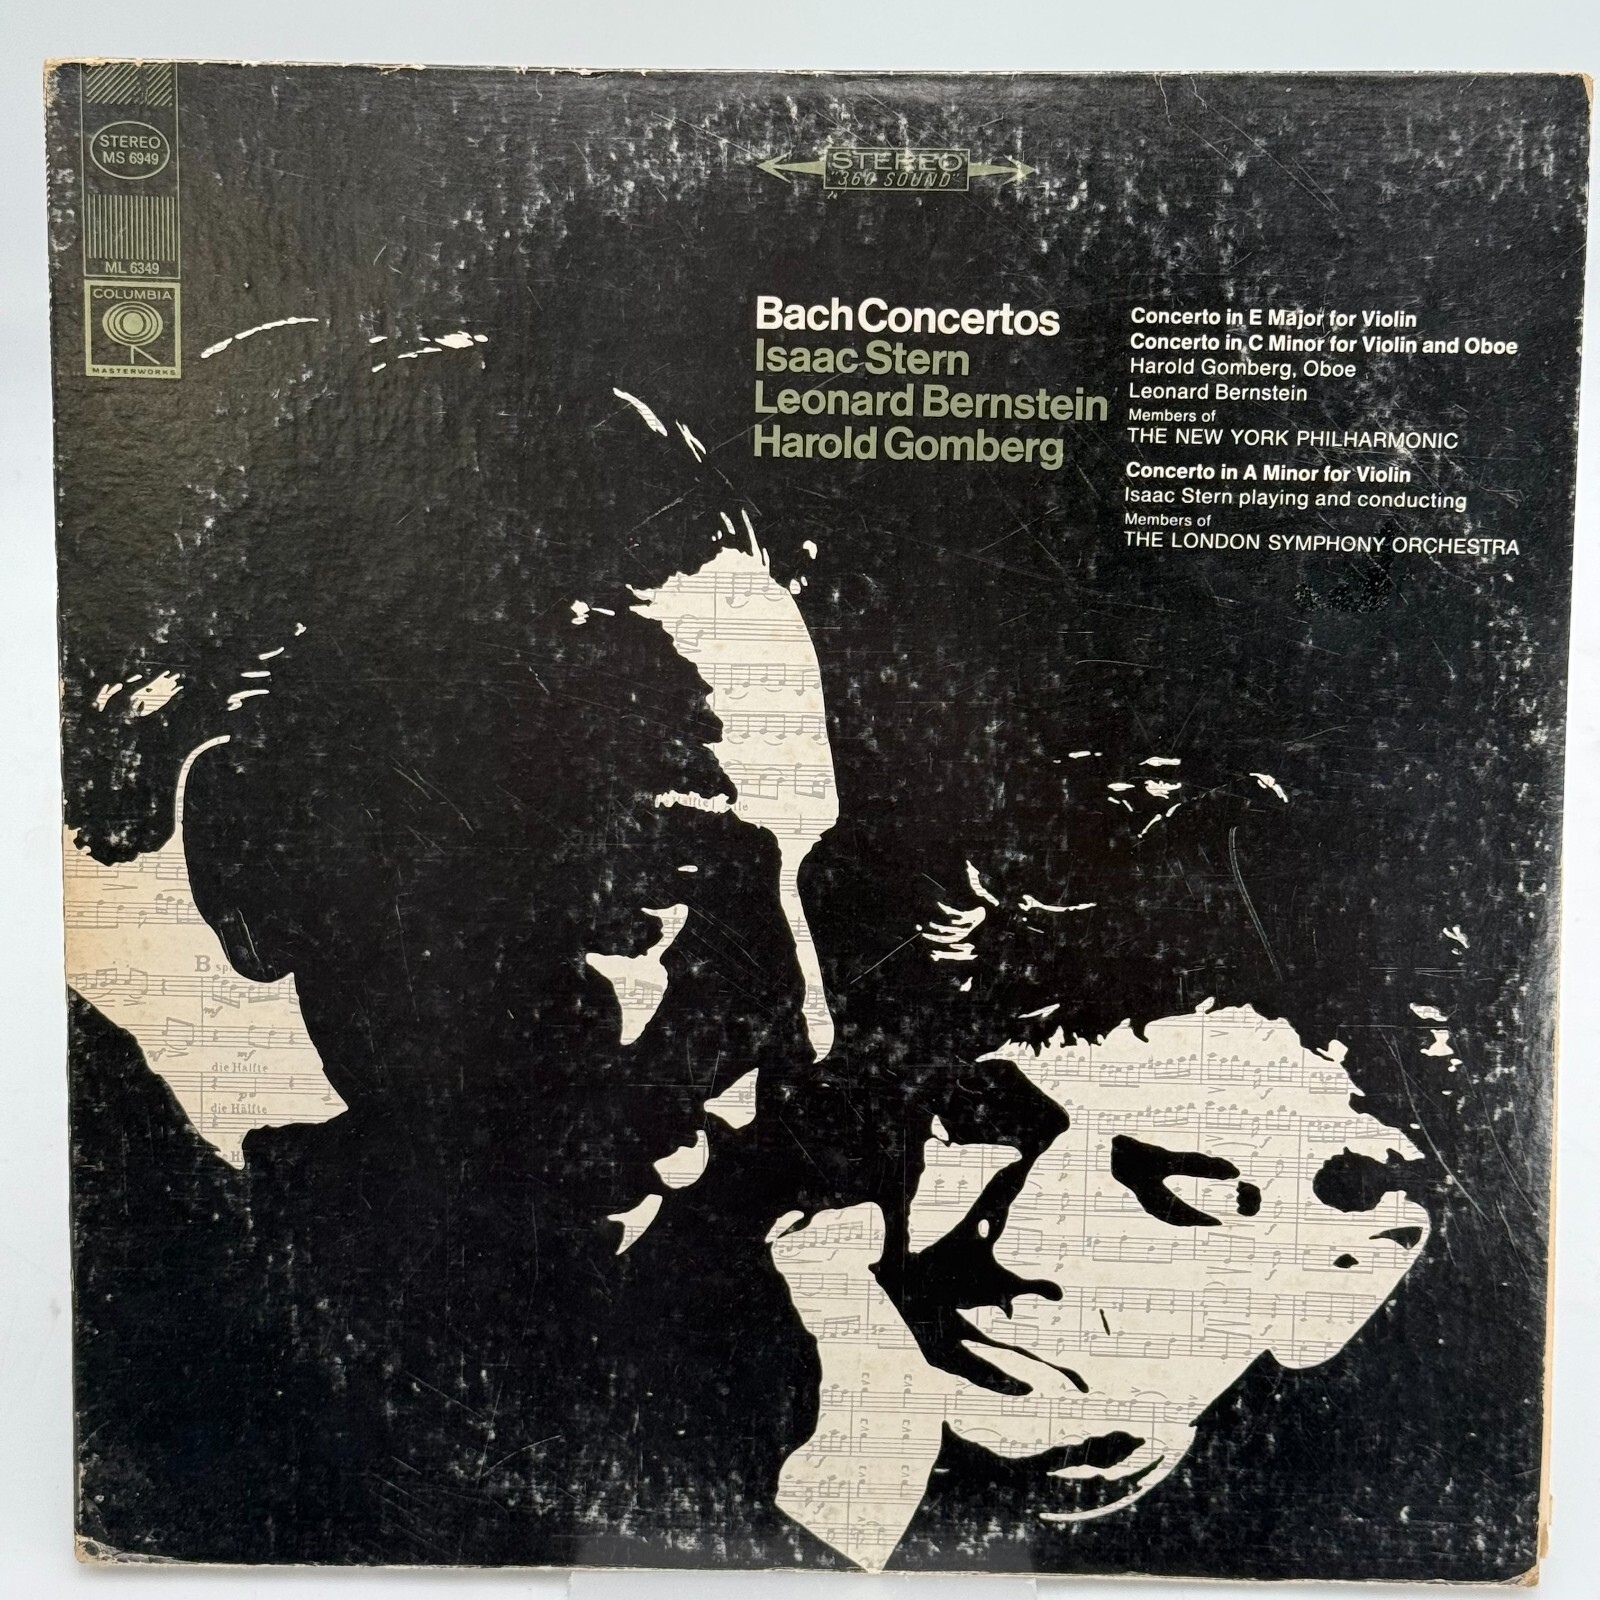 STEREO
MS 6949
ML 6349
COLUMBIA
MASTERWORKS
STEREO
"360 SOUND"
Bach Concertos
Isaac Stern
Leonard Bernstein
Harold Gomberg
Concerto in E Major for Violin
Concerto in C Minor for Violin and Oboe
Harold Gomberg, Oboe
Leonard Bernstein
Members of
THE NEW YORK PHILHARMONIC
Concerto in A Minor for Violin
Isaac Stern playing and conducting
Members of
THE LONDON SYMPHONY ORCHESTRA
B
mf
mf
die Hälfte
p
die Hälfte